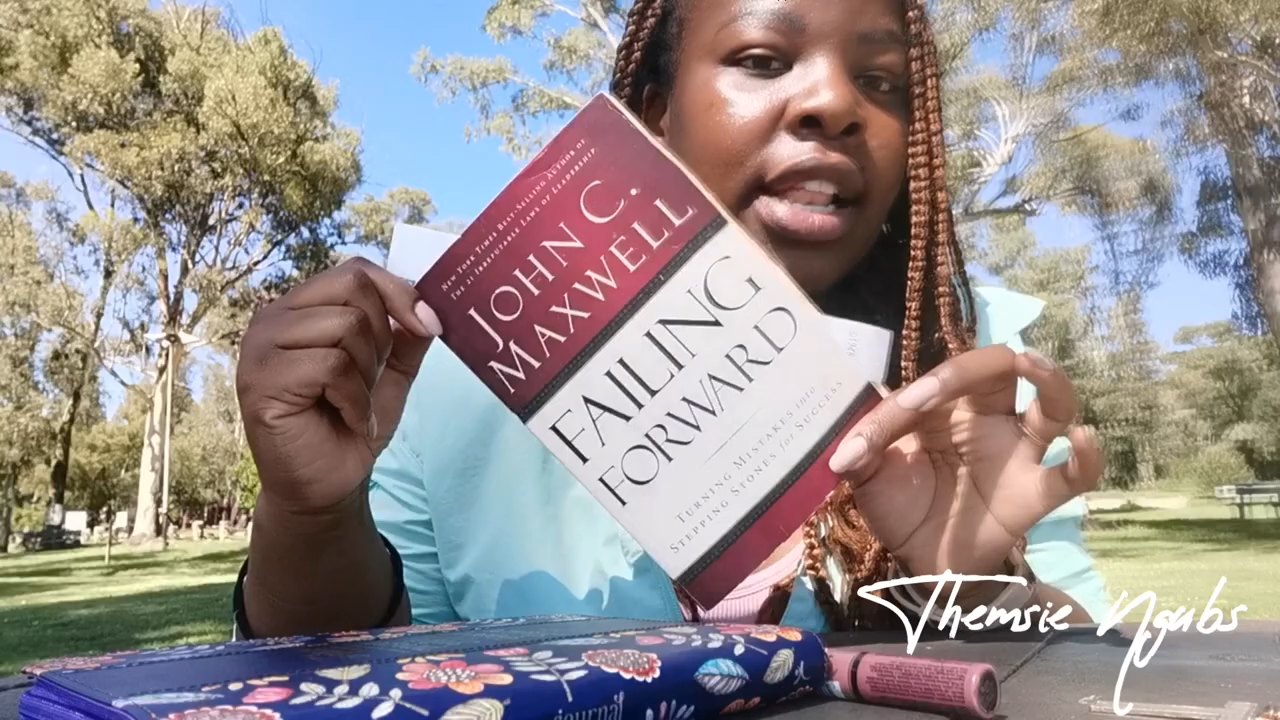 NEW YORK TIMES BEST-SELLING AUTHOR OF
THE 21 IRREFUTABLE LAWS OF LEADERSHIP
JOHN C.
MAXWELL
FAILING
FORWARD
TURNING MISTAKES into
STEPPING STONES for SUCCESS
Themsie Ngubs
journal